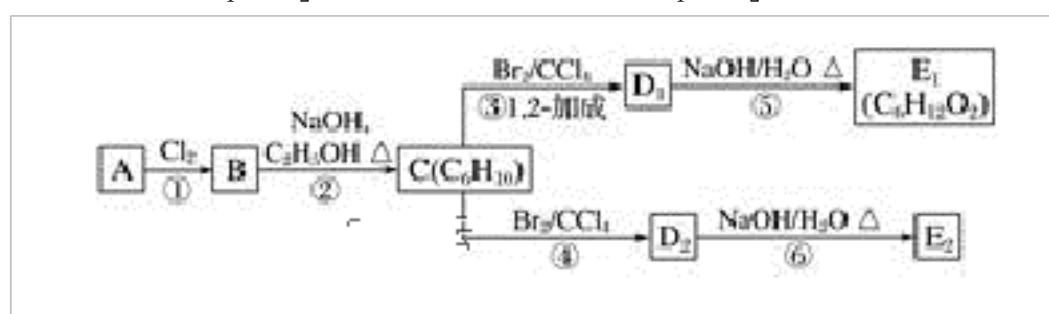 Br₂/CCl₄
③1,2-加成
D₁
NaOH/H₂O △
⑤
E₁
(C₆H₁₂O₂)
A
Cl₂
①
B
NaOH,
C₂H₅OH △
②
C(C₆H₁₀)
Br₂/CCl₄
④
D₂
NaOH/H₂O △
⑥
E₂